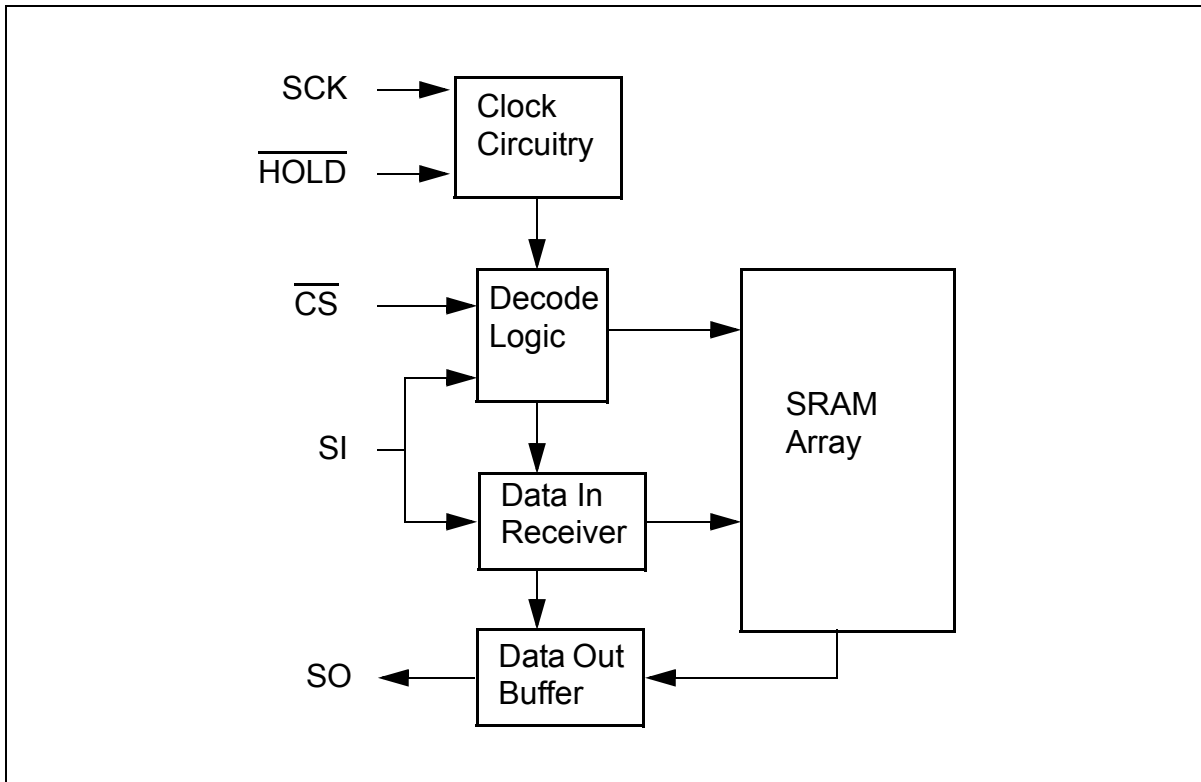 SCK
Clock
Circuitry
HOLD
CS
Decode
Logic
SRAM
Array
SI
Data In
Receiver
SO
Data Out
Buffer